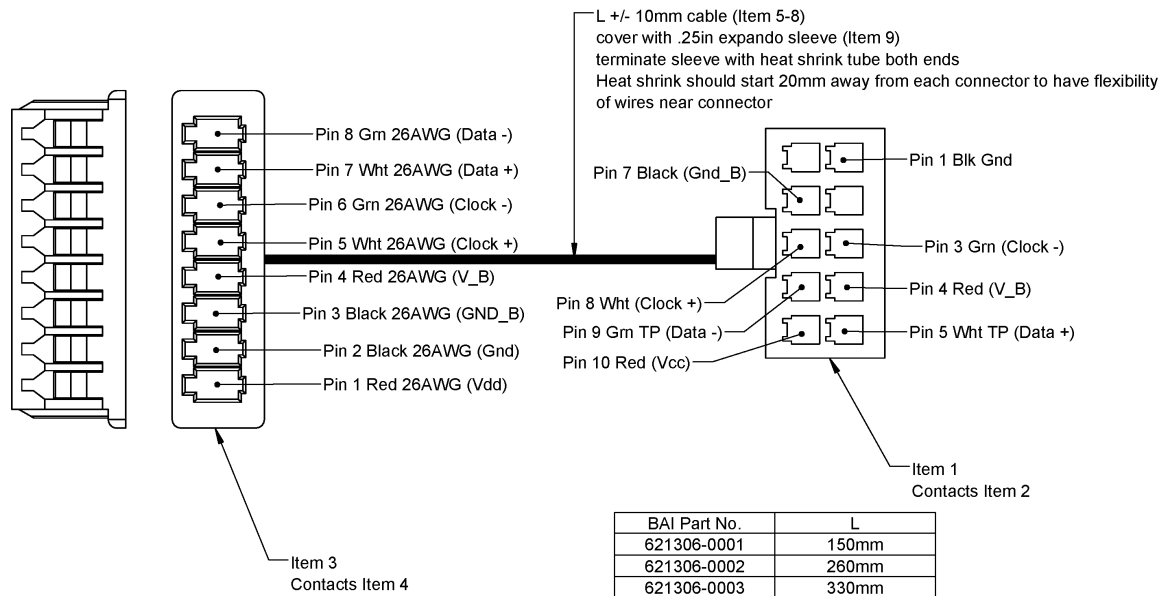 L +/- 10mm cable (Item 5-8)
cover with .25in expando sleeve (Item 9)
terminate sleeve with heat shrink tube both ends
Heat shrink should start 20mm away from each connector to have flexibility
of wires near connector
Pin 8 Grn 26AWG (Data -)
Pin 7 Wht 26AWG (Data +)
Pin 6 Grn 26AWG (Clock -)
Pin 5 Wht 26AWG (Clock +)
Pin 4 Red 26AWG (V_B)
Pin 3 Black 26AWG (GND_B)
Pin 2 Black 26AWG (Gnd)
Pin 1 Red 26AWG (Vdd)
Pin 7 Black (Gnd_B)
Pin 8 Wht (Clock +)
Pin 9 Grn TP (Data -)
Pin 10 Red (Vcc)
Pin 1 Blk Gnd
Pin 3 Grn (Clock -)
Pin 4 Red (V_B)
Pin 5 Wht TP (Data +)
Item 1
Contacts Item 2
Item 3
Contacts Item 4
BAI Part No. L
621306-0001 150mm
621306-0002 260mm
621306-0003 330mm